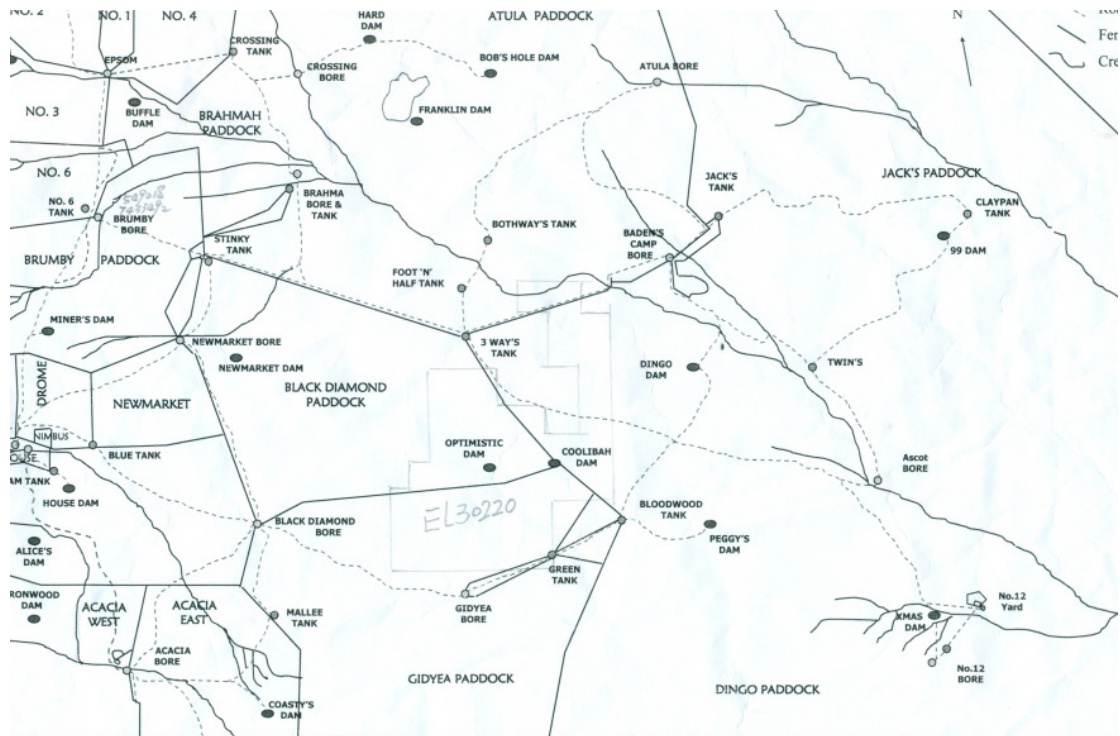 NO. 2
NO. 1
NO. 4
HARD
DAM
ATULA PADDOCK
N
Fen
Cre
CROSSING
TANK
EPSOM
CROSSING
BORE
BOB'S HOLE DAM
ATULA BORE
NO. 3
BUFFLE
DAM
BRAHMAH
PADDOCK
FRANKLIN DAM
NO. 6
JACK'S
TANK
JACK'S PADDOCK
NO. 6
TANK
BRUMBY
BORE
BRAHMA
BORE &
TANK
CLAYPAN
TANK
BOTHWAY'S TANK
BADEN'S
CAMP
BORE
STINKY
TANK
99 DAM
BRUMBY PADDOCK
FOOT 'N'
HALF TANK
MINER'S DAM
NEWMARKET BORE
3 WAY'S
TANK
NEWMARKET DAM
DINGO
DAM
TWIN'S
DROME
NEWMARKET
BLACK DIAMOND
PADDOCK
NIMBUS
OUSE
BLUE TANK
OPTIMISTIC
DAM
COOLIBAH
DAM
Ascot
BORE
AM TANK
HOUSE DAM
BLOODWOOD
TANK
EL30220
BLACK DIAMOND
BORE
PEGGY'S
DAM
ALICE'S
DAM
GREEN
TANK
RONWOOD
DAM
ACACIA
WEST
ACACIA
EAST
MALLEE
TANK
GIDYEA
BORE
No.12
Yard
XMAS
DAM
ACACIA
BORE
No.12
BORE
GIDYEA PADDOCK
DINGO PADDOCK
COASTY'S
DAM